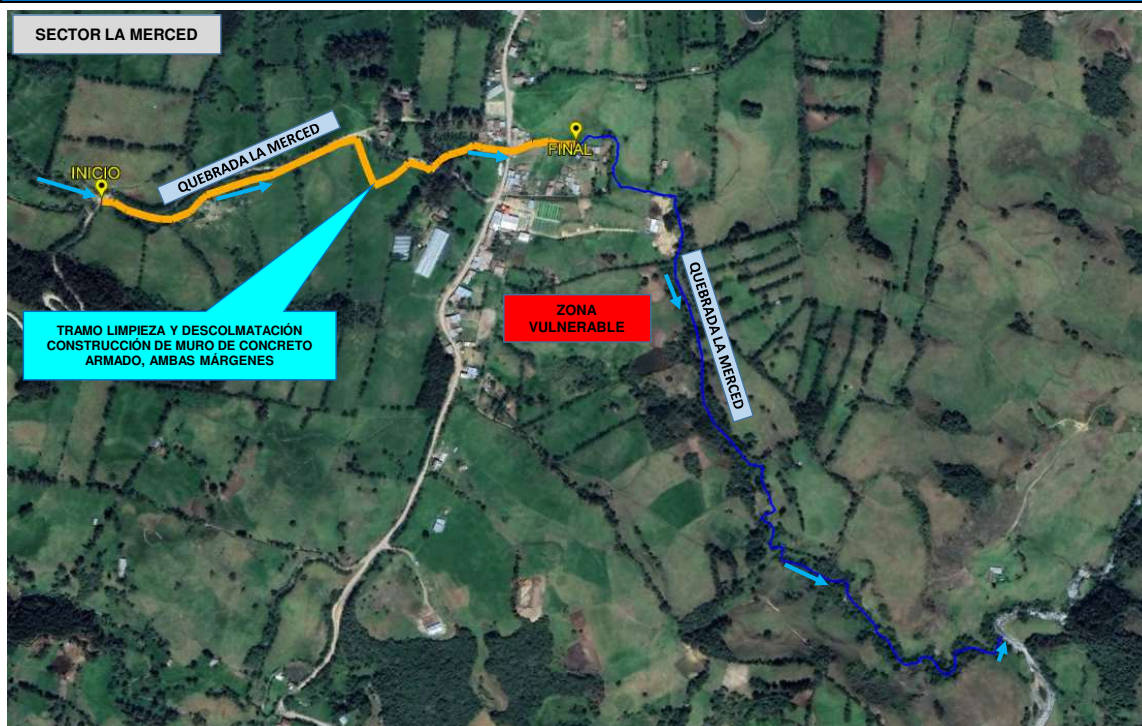 SECTOR LA MERCED
QUEBRADA LA MERCED
INICIO
FINAL
QUEBRADA LA MERCED
ZONA
VULNERABLE
TRAMO LIMPIEZA Y DESCOLMATACIÓN
CONSTRUCCIÓN DE MURO DE CONCRETO
ARMADO, AMBAS MÁRGENES